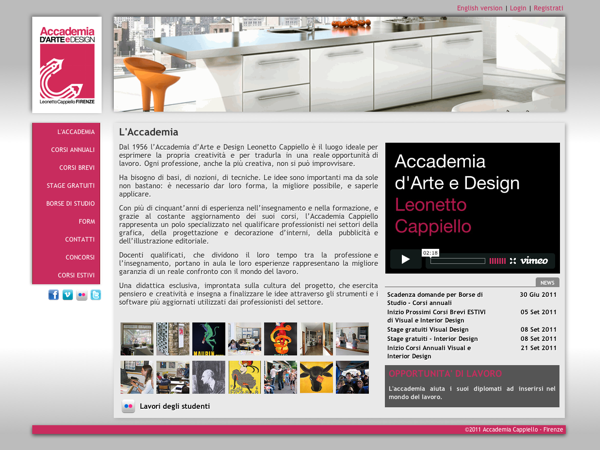 English version | Login | Registrati
Accademia
D'ARTE e DESIGN
Leonetto Cappiello FIRENZE
L'ACCADEMIA
CORSI ANNUALI
CORSI BREVI
STAGE GRATUITI
BORSE DI STUDIO
FORM
CONTATTI
CONCORSI
CORSI ESTIVI
L'Accademia
Dal 1956 l'Accademia d'Arte e Design Leonetto Cappiello è il luogo ideale per
esprimere la propria creatività e per tradurla in una reale opportunità di
lavoro. Ogni professione, anche la più creativa, non si può improvvisare.
Ha bisogno di basi, di nozioni, di tecniche. Le idee sono importanti ma da sole
non bastano: è necessario dar loro forma, la migliore possibile, e saperle
applicare.
Con più di cinquant'anni di esperienza nell'insegnamento e nella formazione, e
grazie al costante aggiornamento dei suoi corsi, l'Accademia Cappiello
rappresenta un polo specializzato nel qualificare professionisti nei settori della
grafica, della progettazione e decorazione d'interni, della pubblicità e
dell'illustrazione editoriale.
Docenti qualificati, che dividono il loro tempo tra la professione e
l'insegnamento, portano in aula le loro esperienze rappresentano la migliore
garanzia di un reale confronto con il mondo del lavoro.
Una didattica esclusiva, improntata sulla cultura del progetto, che esercita
pensiero e creatività e insegna a finalizzare le idee attraverso gli strumenti e i
software più aggiornati utilizzati dai professionisti del settore.
MAURIN
Lavori degli studenti
Accademia
d'Arte e Design
Leonetto
Cappiello
02:18
vimeo
NEWS
Scadenza domande per Borse di Studio - Corsi annuali 30 Giu 2011
Inizio Prossimi Corsi Brevi ESTIVI di Visual e Interior Design 05 Set 2011
Stage gratuiti Visual Design 08 Set 2011
Stage gratuiti - Interior Design 08 Set 2011
Inizio Corsi Annuali Visual e Interior Design 21 Set 2011
OPPORTUNITA' DI LAVORO
L'accademia aiuta i suoi diplomati ad inserirsi nel
mondo del lavoro.
©2011 Accademia Cappiello - Firenze